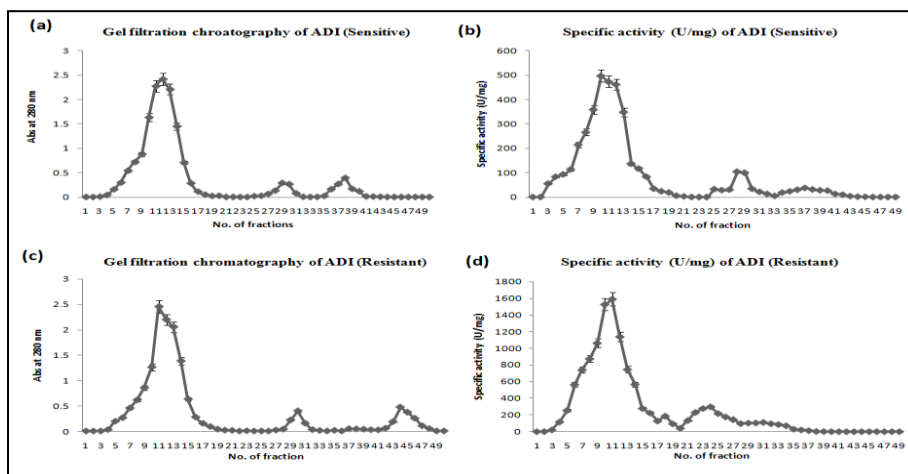 (a)
Gel filtration chroatography of ADI (Sensitive)
3
2.5
2
1.5
1
0.5
0
Abs at 280 nm
1 3 5 7 9 11 13 15 17 19 21 23 25 27 29 31 33 35 37 39 41 43 45 47 49
No. of fractions
(b)
Specific activity (U/mg) of ADI (Sensitive)
600
500
400
300
200
100
0
Specific activity (U/mg)
1 3 5 7 9 11 13 15 17 19 21 23 25 27 29 31 33 35 37 39 41 43 45 47 49
No. of fraction
(c)
Gel filtration chromatography of ADI (Resistant)
3
2.5
2
1.5
1
0.5
0
Abs at 280 nm
1 3 5 7 9 11 13 15 17 19 21 23 25 27 29 31 33 35 37 39 41 43 45 47 49
No. of fraction
(d)
Specific activity (U/mg) of ADI (Resistant)
1800
1600
1400
1200
1000
800
600
400
200
0
Specific activity (U/mg)
1 3 5 7 9 11 13 15 17 19 21 23 25 27 29 31 33 35 37 39 41 43 45 47 49
No. of fraction